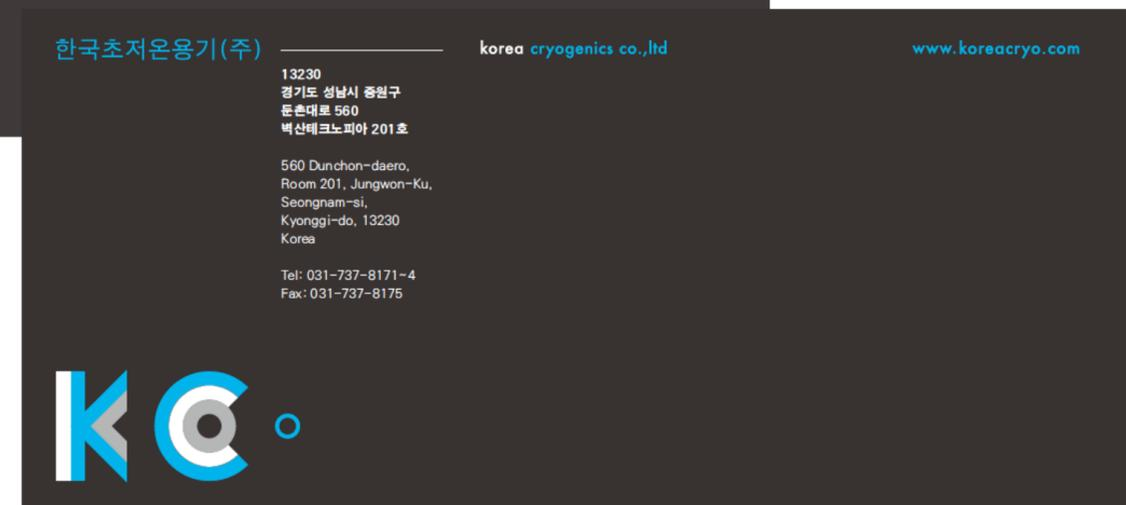 한국초저온용기(주)
korea cryogenics co.,ltd
www.koreacryo.com
13230
경기도 성남시 중원구
둔촌대로 560
벽산테크노피아 201호
560 Dunchon-daero,
Room 201, Jungwon-Ku,
Seongnam-si,
Kyonggi-do, 13230
Korea
Tel: 031-737-8171~4
Fax: 031-737-8175
KC